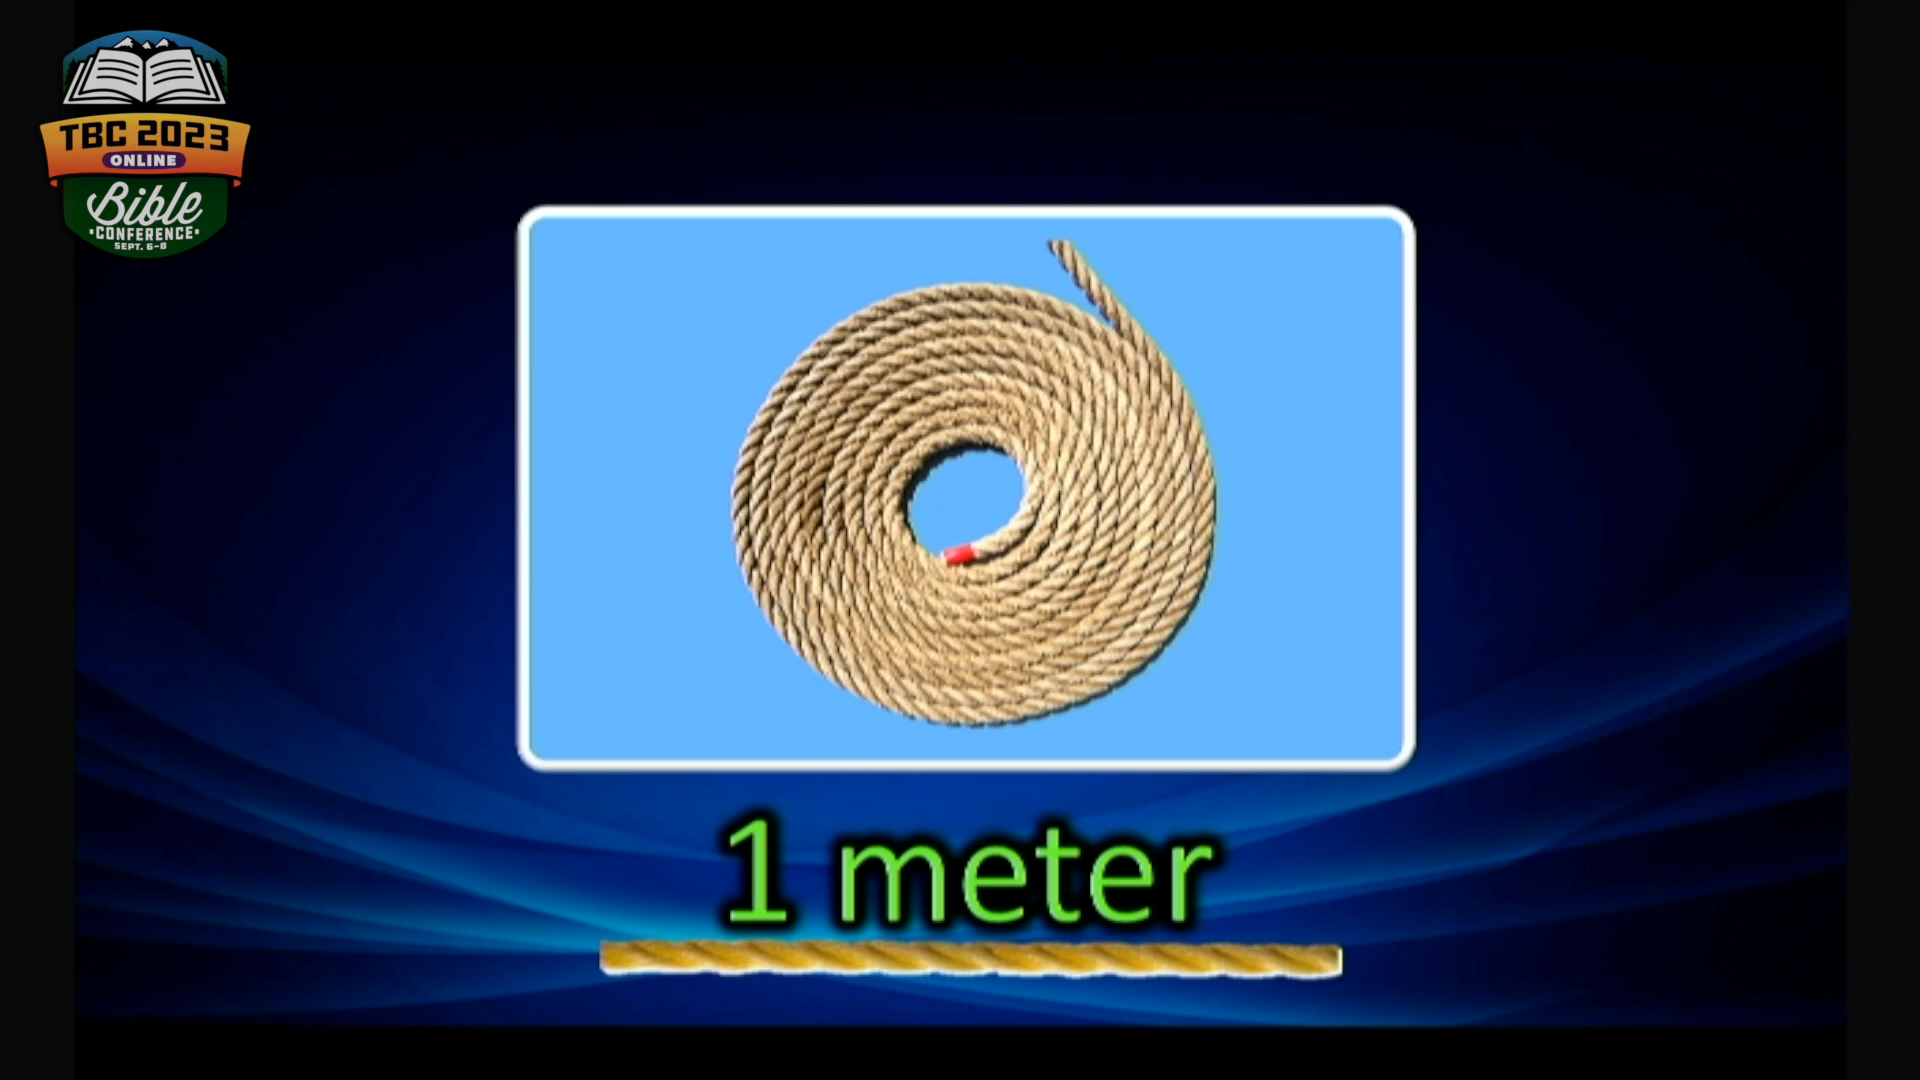 TBC 2023
ONLINE
Bible
•CONFERENCE•
SEPT. 6-8
1 meter